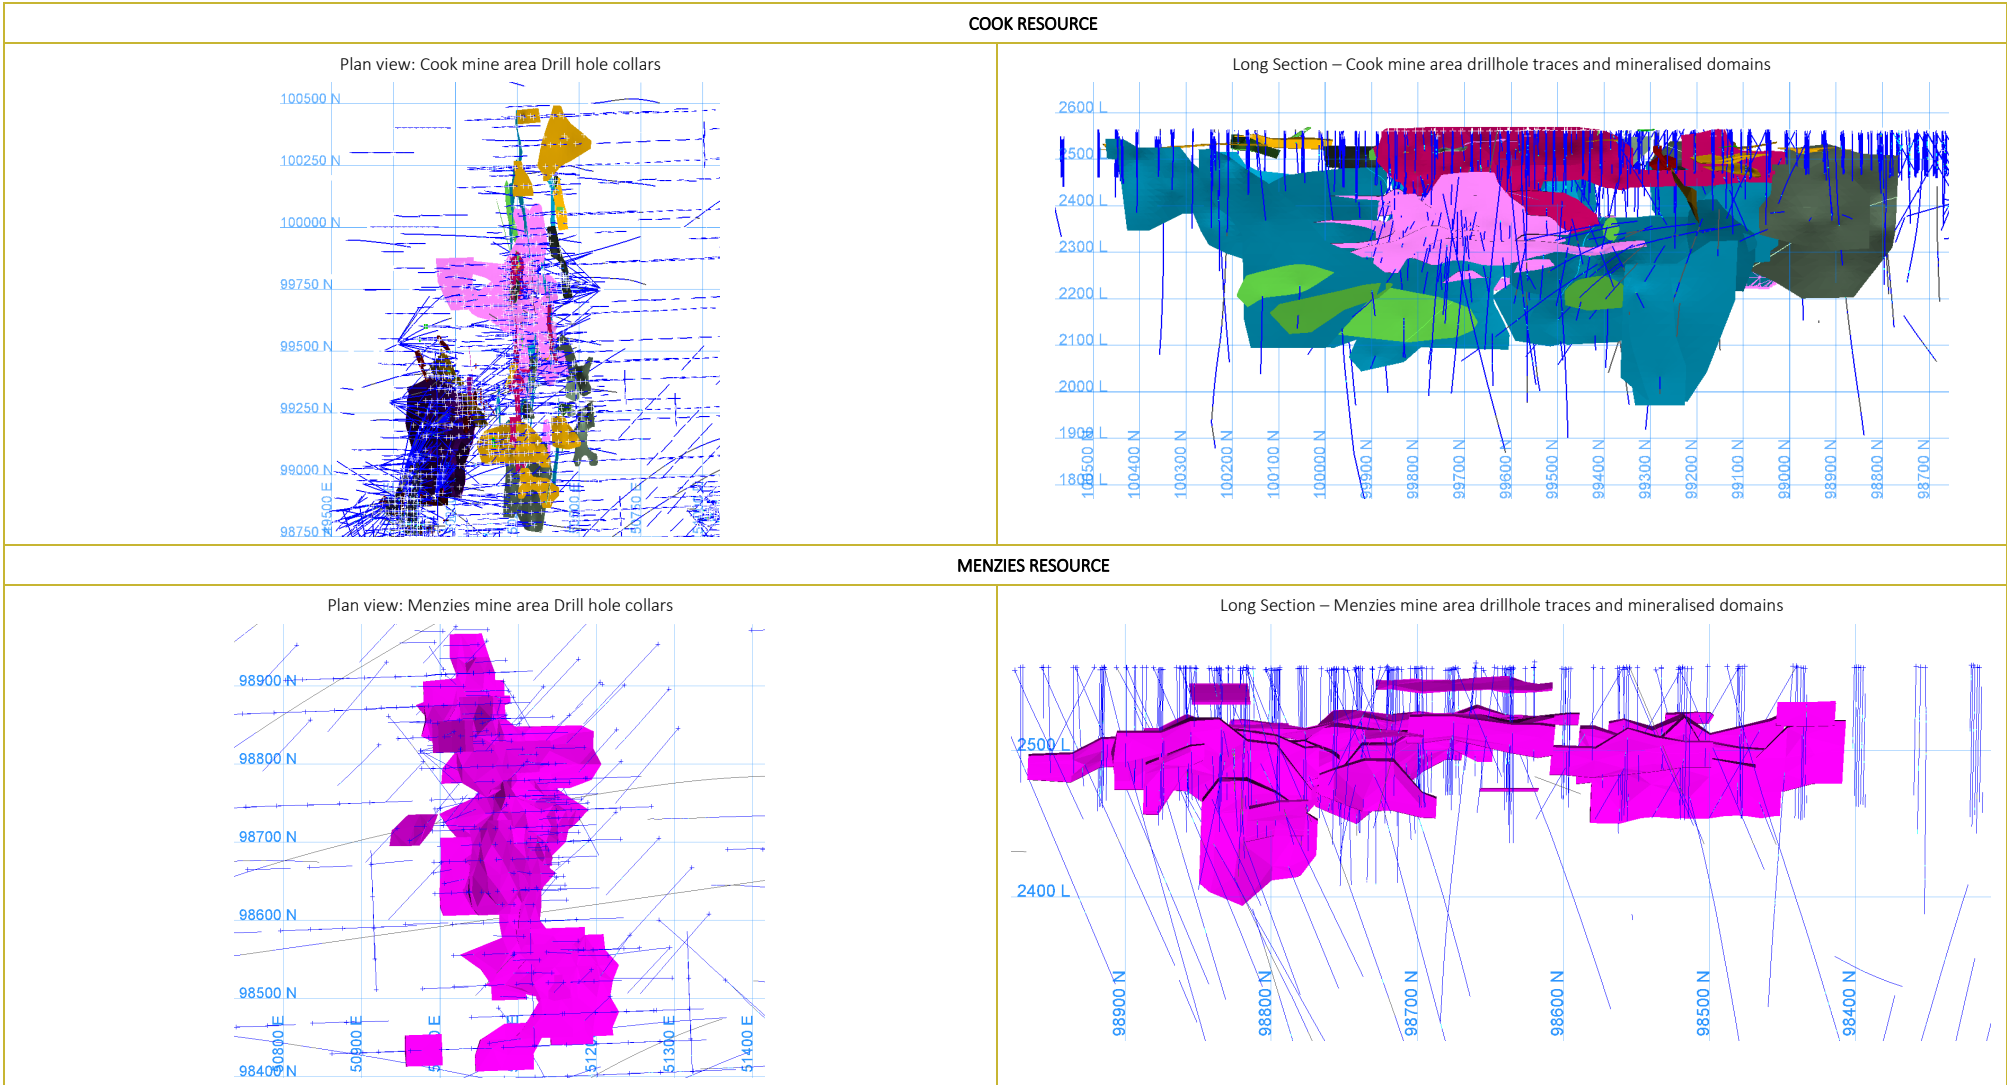 COOK RESOURCE
Plan view: Cook mine area Drill hole collars
100500 N
100250 N
100000 N
99750 N
99500 N
99250 N
99000 N
98750 N
49500 E
50750 E
Long Section – Cook mine area drillhole traces and mineralised domains
2600 L
2500 L
2400 L
2300 L
2200 L
2100 L
2000 L
1900 L
1800 L
100500 N
100400 N
100300 N
100200 N
100100 N
100000 N
99900 N
99800 N
99700 N
99600 N
99500 N
99400 N
99300 N
99200 N
99100 N
99000 N
98900 N
98800 N
98700 N
MENZIES RESOURCE
Plan view: Menzies mine area Drill hole collars
98900 N
98800 N
98700 N
98600 N
98500 N
98400 N
50800 E
50900 E
51300 E
51400 E
Long Section – Menzies mine area drillhole traces and mineralised domains
2500 L
2400 L
98900 N
98800 N
98700 N
98600 N
98500 N
98400 N